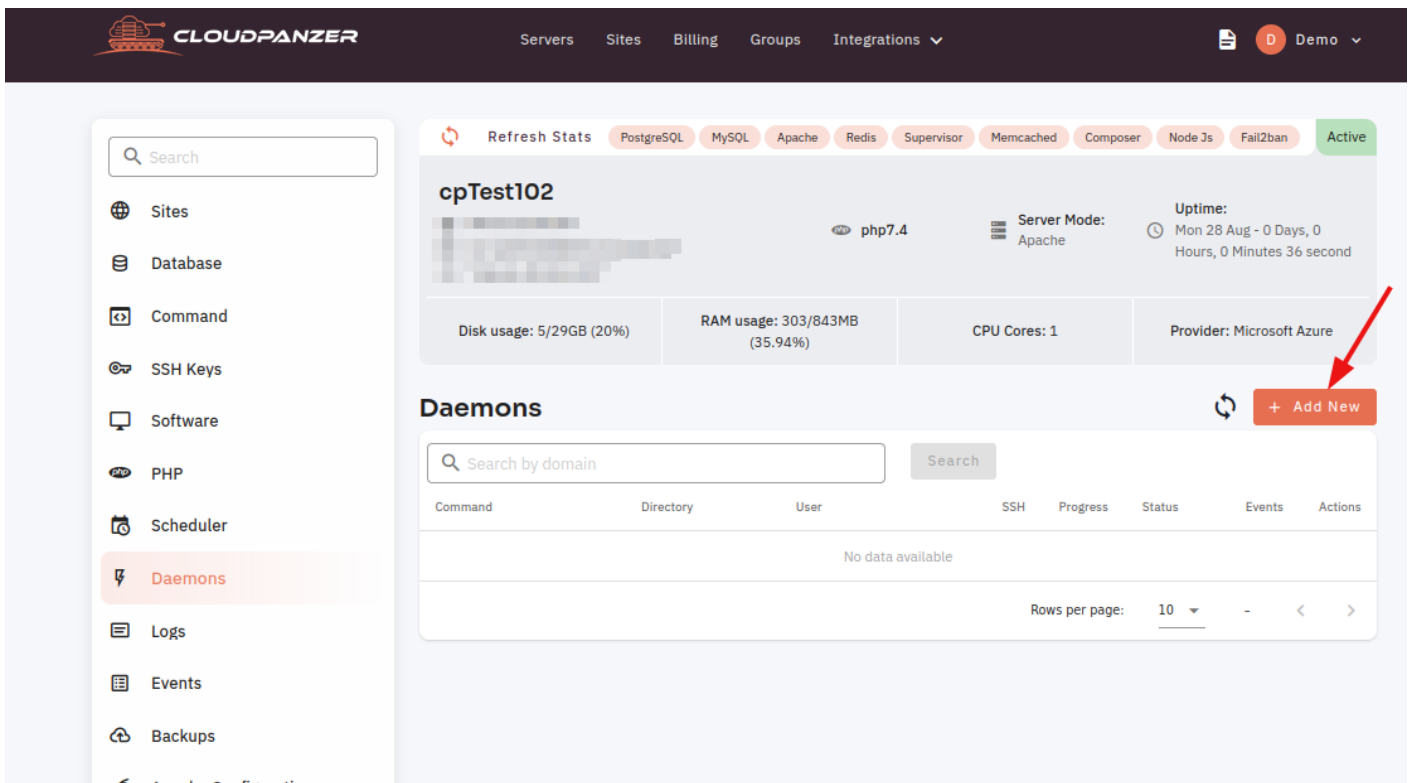 CLOUDPANZER
Servers Sites Billing Groups Integrations
D Demo
Search
Sites
Database
Command
SSH Keys
Software
PHP
Scheduler
Daemons
Logs
Events
Backups
Refresh Stats PostgreSQL MySQL Apache Redis Supervisor Memcached Composer Node Js Fail2ban Active
cpTest102
php php7.4
Server Mode:
Apache
Uptime:
Mon 28 Aug - 0 Days, 0
Hours, 0 Minutes 36 second
Disk usage: 5/29GB (20%)
RAM usage: 303/843MB
(35.94%)
CPU Cores: 1
Provider: Microsoft Azure
Daemons
+ Add New
Search by domain
Search
Command Directory User SSH Progress Status Events Actions
No data available
Rows per page: 10 -